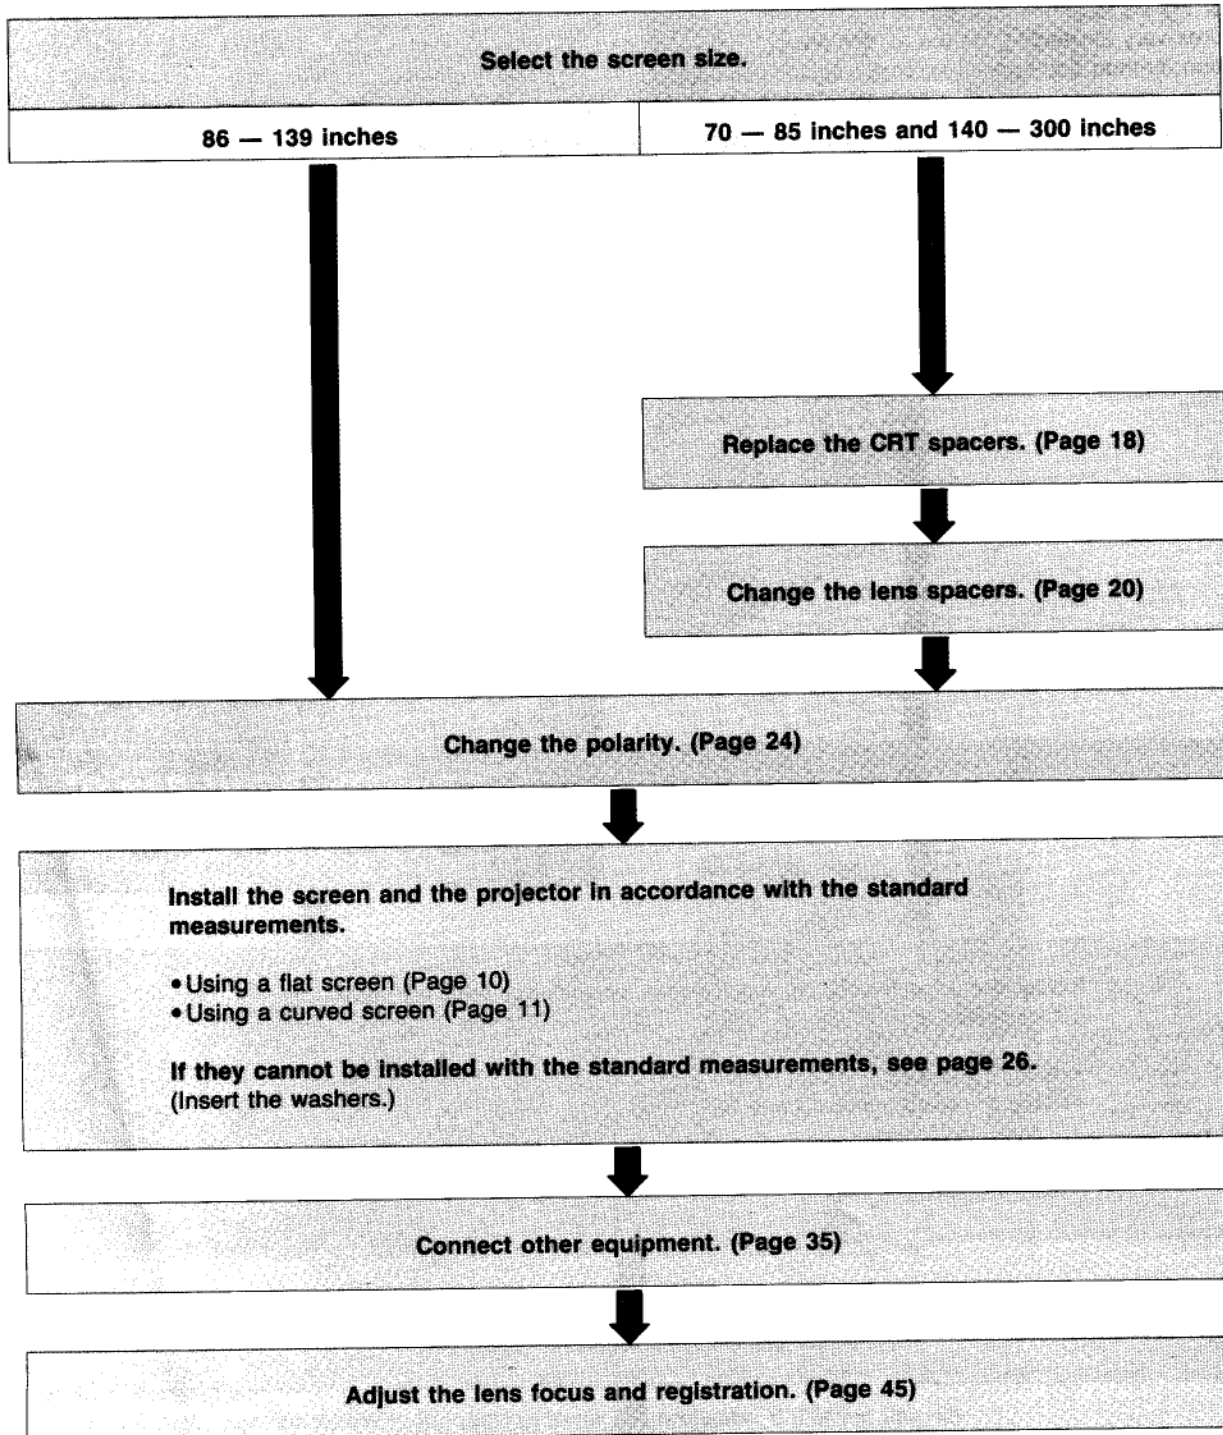 Select the screen size.
86 — 139 inches
70 — 85 inches and 140 — 300 inches
Replace the CRT spacers. (Page 18)
Change the lens spacers. (Page 20)
Change the polarity. (Page 24)
Install the screen and the projector in accordance with the standard
measurements.
•Using a flat screen (Page 10)
•Using a curved screen (Page 11)
If they cannot be installed with the standard measurements, see page 26.
(Insert the washers.)
Connect other equipment. (Page 35)
Adjust the lens focus and registration. (Page 45)